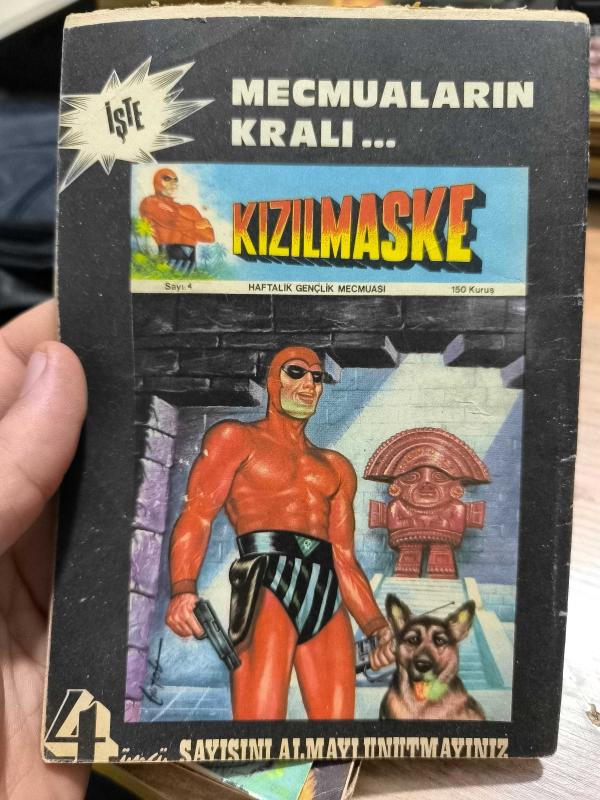 İŞTE
MECMUALARIN
KRALI...
KIZILMASKE
Sayı: 4
HAFTALIK GENÇLİK MECMUASI
150 Kuruş
4 üncü SAYISINI ALMAYI UNUTMAYINIZ